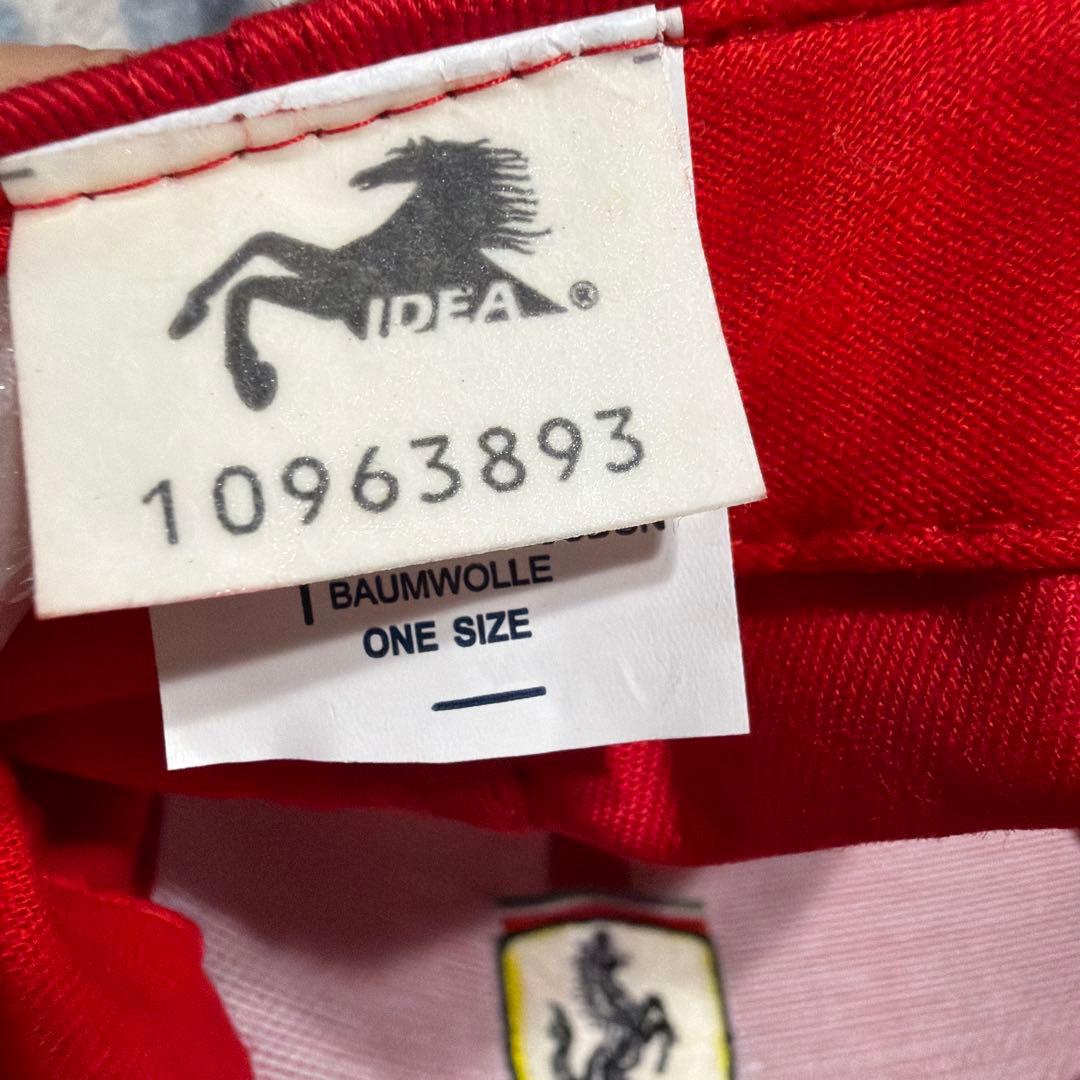 IDEA ®
10963893
BAUMWOLLE
ONE SIZE